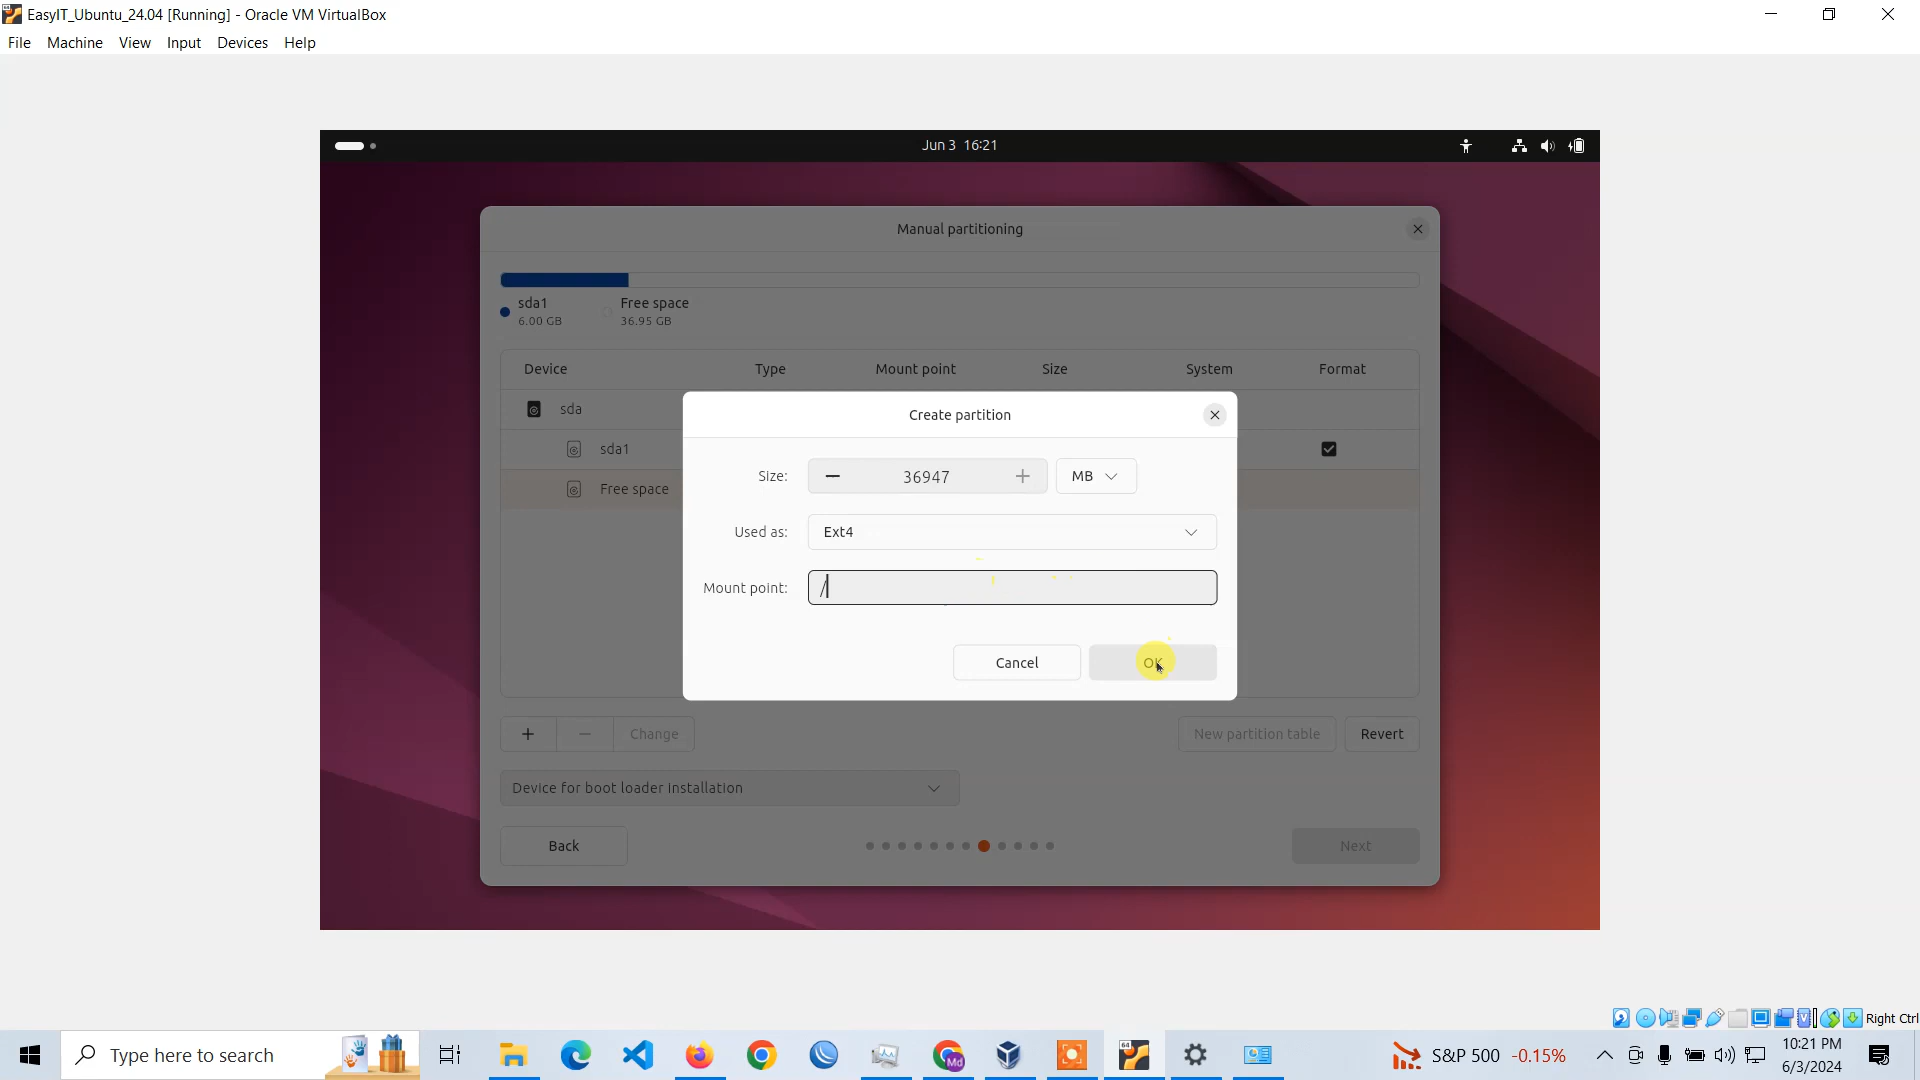 EasyIT_Ubuntu_24.04 [Running] - Oracle VM VirtualBox
File Machine View Input Devices Help
Jun 3 16:21
Manual partitioning
sda1
6.00 GB
Free space
36.95 GB
Device Type Mount point Size System Format
sda
sda1
Free space
Create partition
Size: 36947 MB
Used as: Ext4
Mount point: /
Cancel OK
+ − Change New partition table Revert
Device for boot loader installation
Back Next
Right Ctrl
Type here to search
S&P 500 -0.15%
10:21 PM
6/3/2024